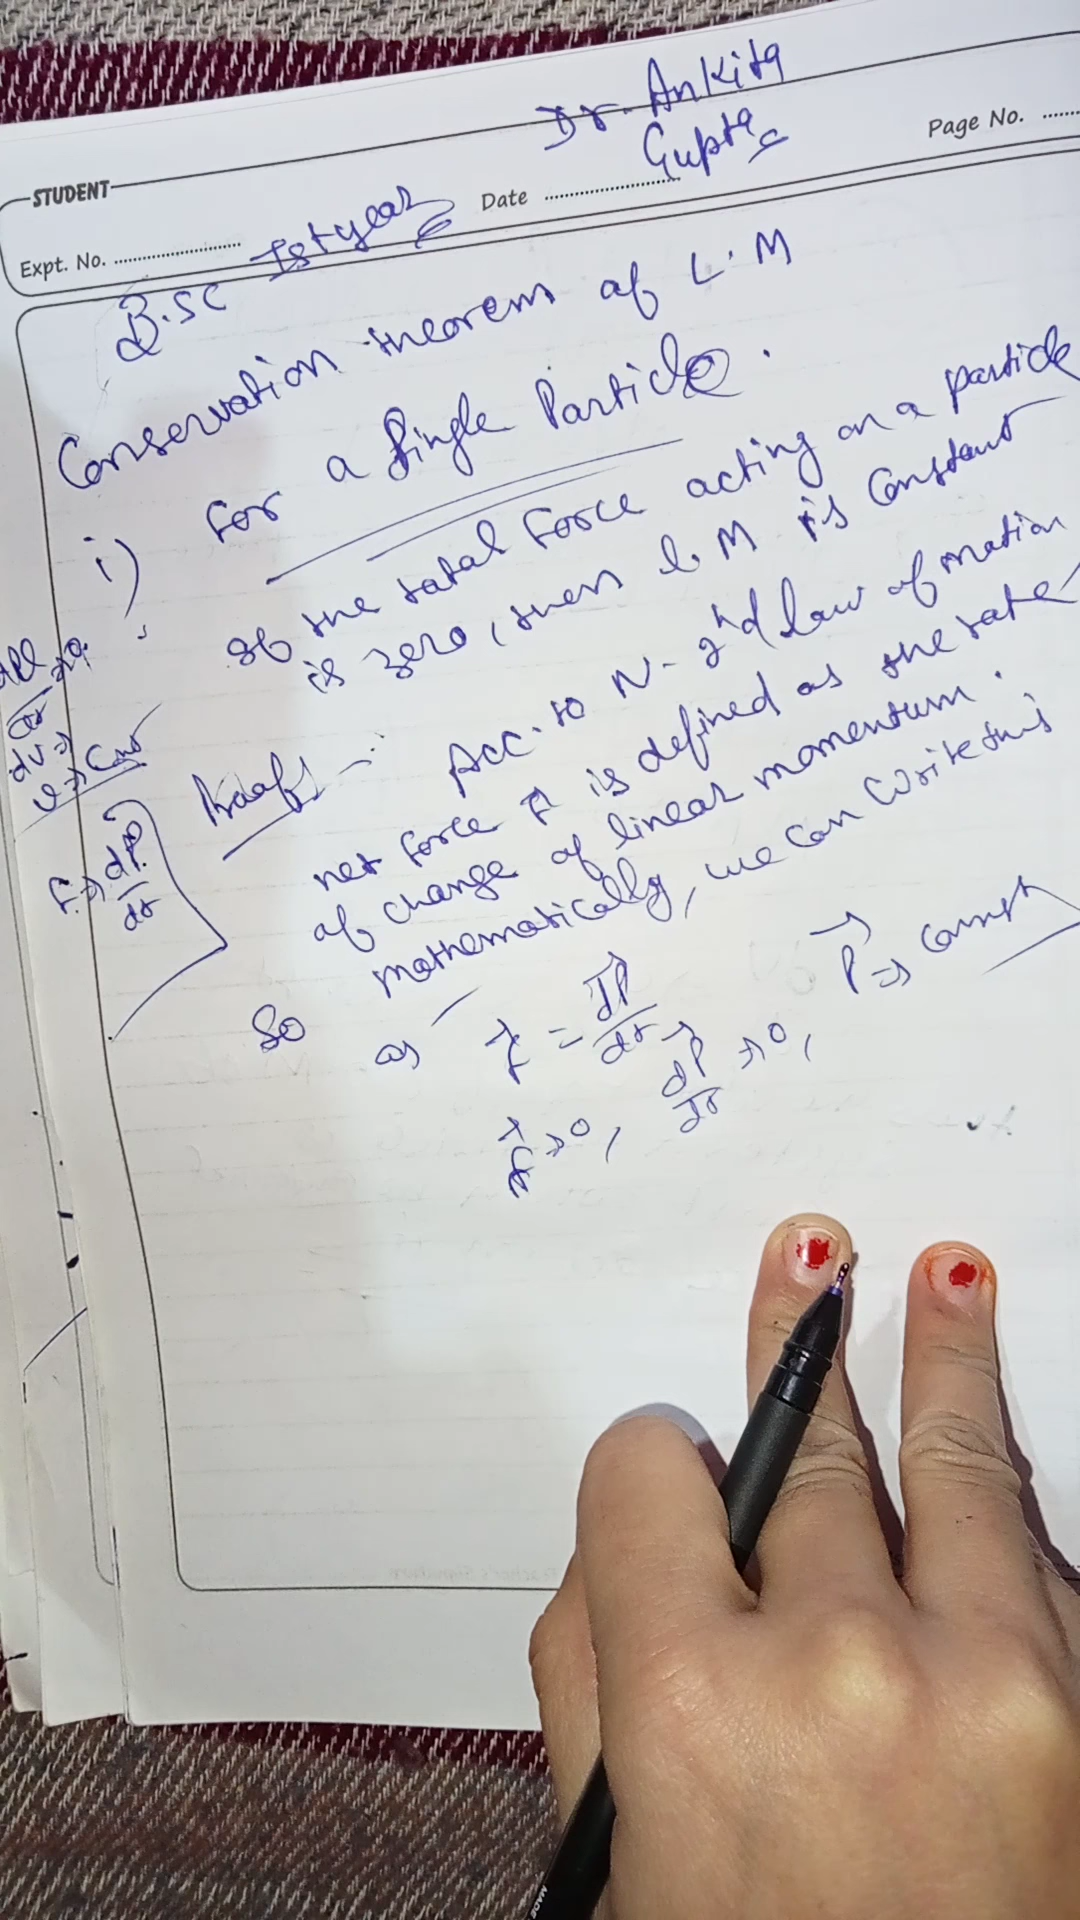 Dr. Ankita
Gupta
STUDENT
Page No. ......
Date ........................
Expt. No. ......................
Ist year
B.SC
Conservation theorem of L.M
i) For a Single Particle.
If the total Force acting on a particle
is zero, then L M is Constant
Proof :- Acc. to N- 2nd law of motion
net force F is defined as the rate
of change of linear momentum.
mathematically, we can write this
So as F⃗ = dP⃗/dt
F⃗ ⇒ 0, dP⃗/dt ⇒ 0, P⃗ ⇒ Const
dv ⇒
v ⇒ Const
F ⇒ dP/dt
MADE